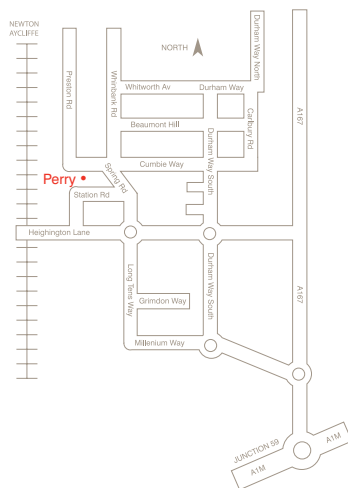 NEWTON
AYCLIFFE
NORTH
Durham Way North
Preston Rd
Whinbank Rd
Whitworth Av
Durham Way
A167
Beaumont Hill
Carlbury Rd
Durham Way South
Cumbie Way
Spring Rd
Perry
Station Rd
Heighington Lane
Long Tens Way
Durham Way South
A167
Grimdon Way
Millenium Way
JUNCTION 59
A1M
A1M